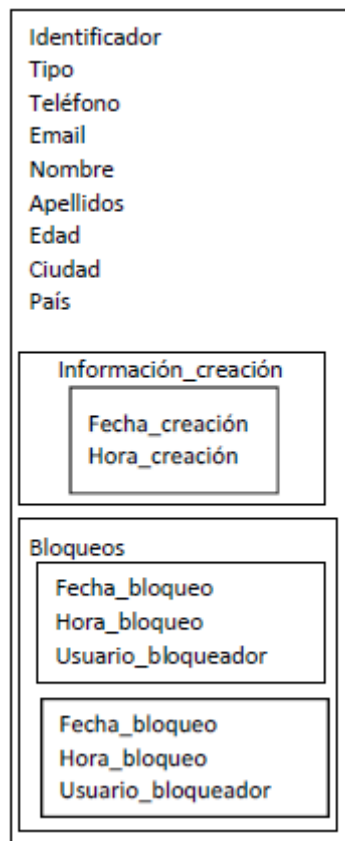 Identificador
Tipo
Teléfono
Email
Nombre
Apellidos
Edad
Ciudad
País
Información_creación
Fecha_creación
Hora_creación
Bloqueos
Fecha_bloqueo
Hora_bloqueo
Usuario_bloqueador
Fecha_bloqueo
Hora_bloqueo
Usuario_bloqueador